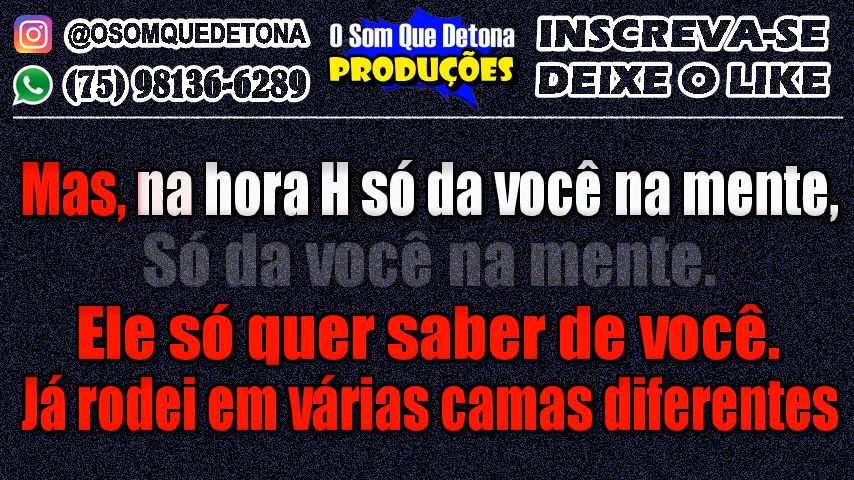 @OSOMQUEDETONA
(75) 98136-6289
O Som Que Detona
PRODUÇÕES
INSCREVA-SE
DEIXE O LIKE
Mas, na hora H só da você na mente,
Só da você na mente.
Ele só quer saber de você.
Já rodei em várias camas diferentes